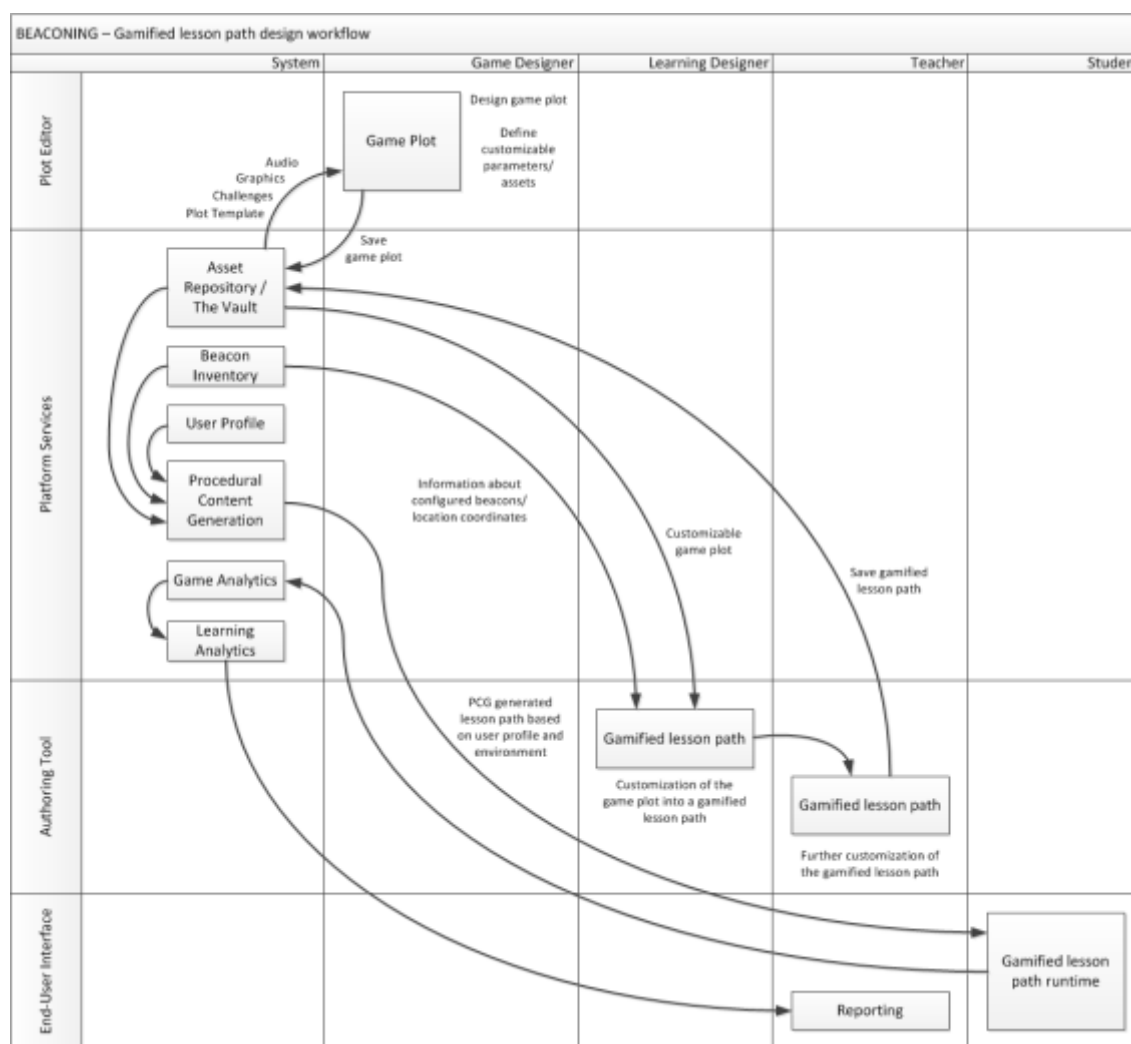 BEACONING – Gamified lesson path design workflow
System
Game Designer
Learning Designer
Teacher
Studen
Plot Editor
Game Plot
Design game plot
Define
customizable
parameters/
assets
Audio
Graphics
Challenges
Plot Template
Save
game plot
Platform Services
Asset
Repository /
The Vault
Beacon
Inventory
User Profile
Procedural
Content
Generation
Game Analytics
Learning
Analytics
Information about
configured beacons/
location coordinates
Customizable
game plot
Save gamified
lesson path
Authoring Tool
PCG generated
lesson path based
on user profile and
environment
Gamified lesson path
Customization of the
game plot into a gamified
lesson path
Gamified lesson path
Further customization of
the gamified lesson path
End-User Interface
Gamified lesson
path runtime
Reporting